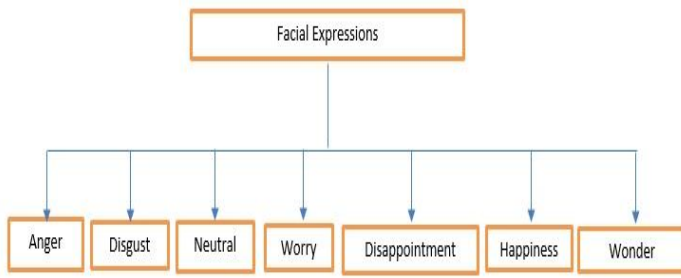 Facial Expressions
Anger
Disgust
Neutral
Worry
Disappointment
Happiness
Wonder